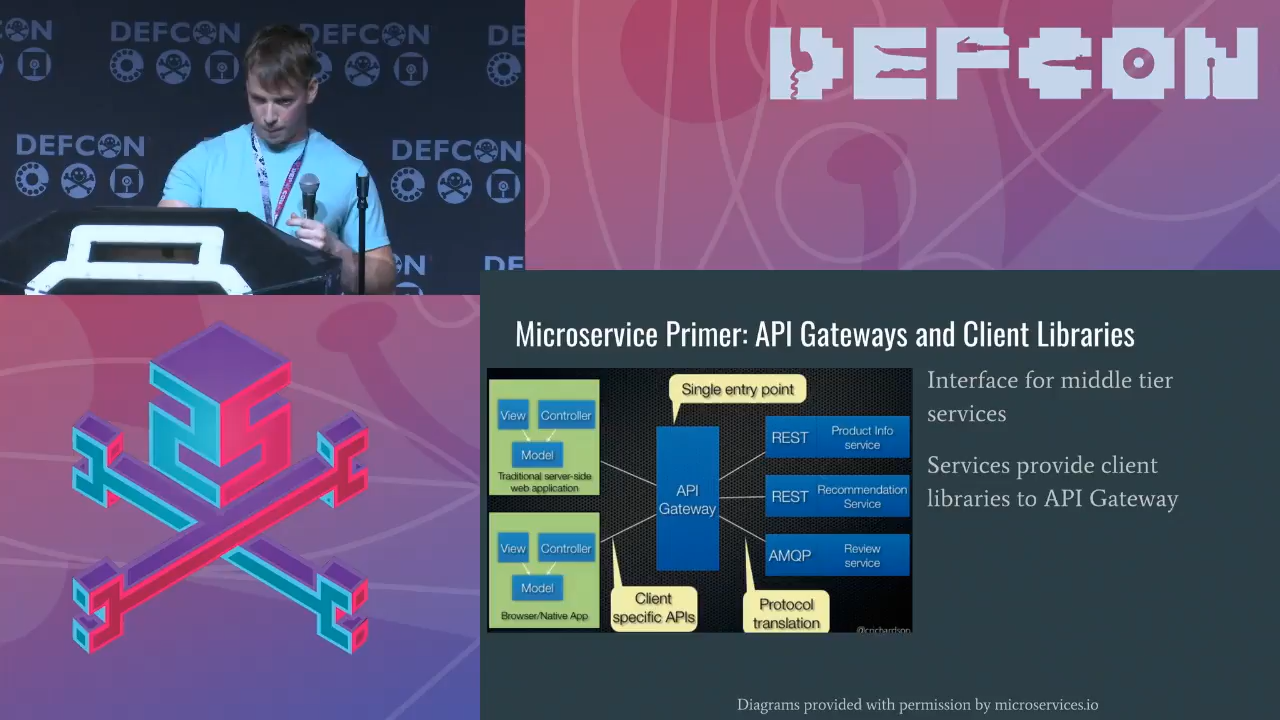 DEFCON
DEFCON
DEF
DEFCON
DEFCON
DEF
DEFCON
Microservice Primer: API Gateways and Client Libraries
Single entry point
View
Controller
Model
Traditional server-side
web application
View
Controller
Model
Browser/Native App
API
Gateway
REST
Product Info
service
REST
Recommendation
Service
AMQP
Review
service
Client
specific APIs
Protocol
translation
@crichardson
Interface for middle tier
services
Services provide client
libraries to API Gateway
Diagrams provided with permission by microservices.io